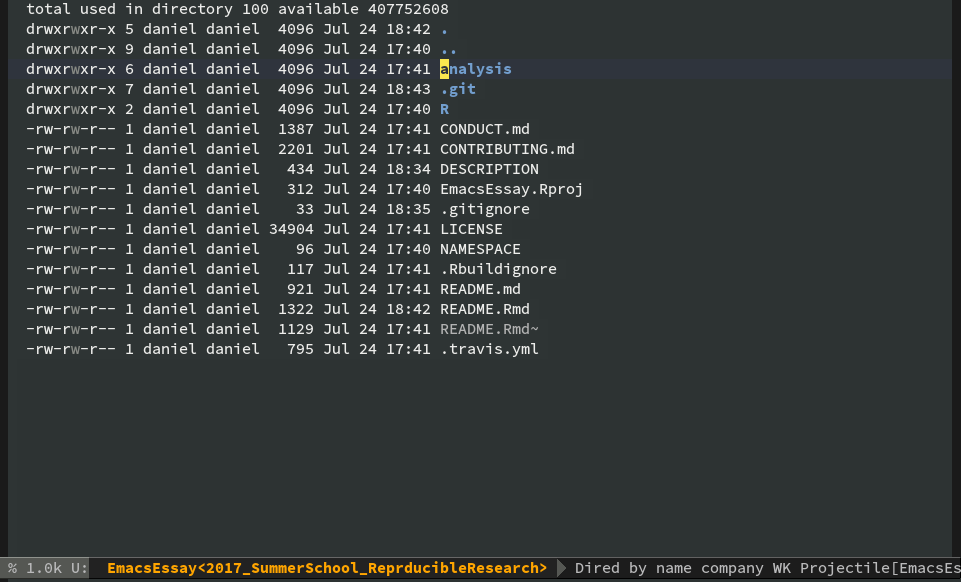 total used in directory 100 available 407752608
drwxrwxr-x 5 daniel daniel  4096 Jul 24 18:42 .
drwxrwxr-x 9 daniel daniel  4096 Jul 24 17:40 ..
drwxrwxr-x 6 daniel daniel  4096 Jul 24 17:41 analysis
drwxrwxr-x 7 daniel daniel  4096 Jul 24 18:43 .git
drwxrwxr-x 2 daniel daniel  4096 Jul 24 17:40 R
-rw-rw-r-- 1 daniel daniel  1387 Jul 24 17:41 CONDUCT.md
-rw-rw-r-- 1 daniel daniel  2201 Jul 24 17:41 CONTRIBUTING.md
-rw-rw-r-- 1 daniel daniel   434 Jul 24 18:34 DESCRIPTION
-rw-rw-r-- 1 daniel daniel   312 Jul 24 17:40 EmacsEssay.Rproj
-rw-rw-r-- 1 daniel daniel    33 Jul 24 18:35 .gitignore
-rw-rw-r-- 1 daniel daniel 34904 Jul 24 17:41 LICENSE
-rw-rw-r-- 1 daniel daniel    96 Jul 24 17:40 NAMESPACE
-rw-rw-r-- 1 daniel daniel   117 Jul 24 17:41 .Rbuildignore
-rw-rw-r-- 1 daniel daniel   921 Jul 24 17:41 README.md
-rw-rw-r-- 1 daniel daniel  1322 Jul 24 18:42 README.Rmd
-rw-rw-r-- 1 daniel daniel  1129 Jul 24 17:41 README.Rmd~
-rw-rw-r-- 1 daniel daniel   795 Jul 24 17:41 .travis.yml
% 1.0k U: EmacsEssay<2017_SummerSchool_ReprducibleResearch> Dired by name company WK Projectile[EmacsEs